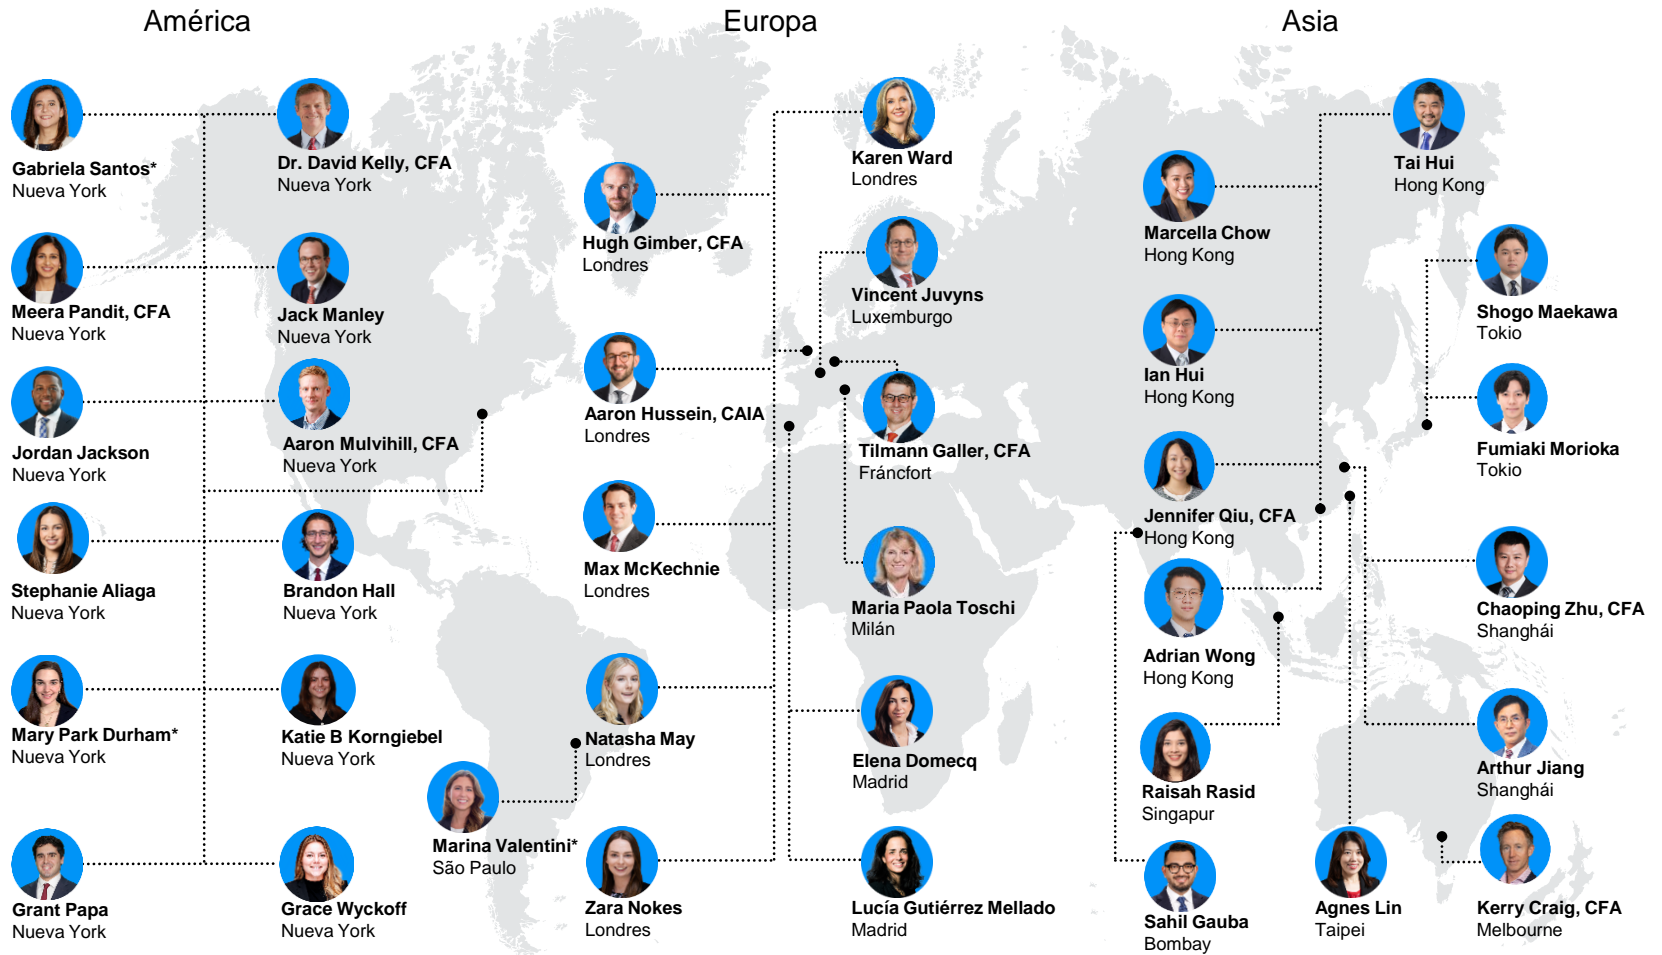 América
Europa
Asia
Gabriela Santos*
Nueva York
Dr. David Kelly, CFA
Nueva York
Meera Pandit, CFA
Nueva York
Jack Manley
Nueva York
Jordan Jackson
Nueva York
Aaron Mulvihill, CFA
Nueva York
Stephanie Aliaga
Nueva York
Brandon Hall
Nueva York
Mary Park Durham*
Nueva York
Katie B Korngiebel
Nueva York
Grant Papa
Nueva York
Grace Wyckoff
Nueva York
Marina Valentini*
São Paulo
Karen Ward
Londres
Hugh Gimber, CFA
Londres
Vincent Juvyns
Luxemburgo
Aaron Hussein, CAIA
Londres
Tilmann Galler, CFA
Fráncfort
Max McKechnie
Londres
Maria Paola Toschi
Milán
Natasha May
Londres
Elena Domecq
Madrid
Zara Nokes
Londres
Lucía Gutiérrez Mellado
Madrid
Tai Hui
Hong Kong
Marcella Chow
Hong Kong
Shogo Maekawa
Tokio
Ian Hui
Hong Kong
Fumiaki Morioka
Tokio
Jennifer Qiu, CFA
Hong Kong
Chaoping Zhu, CFA
Shanghái
Adrian Wong
Hong Kong
Arthur Jiang
Shanghái
Raisah Rasid
Singapur
Sahil Gauba
Bombay
Agnes Lin
Taipei
Kerry Craig, CFA
Melbourne